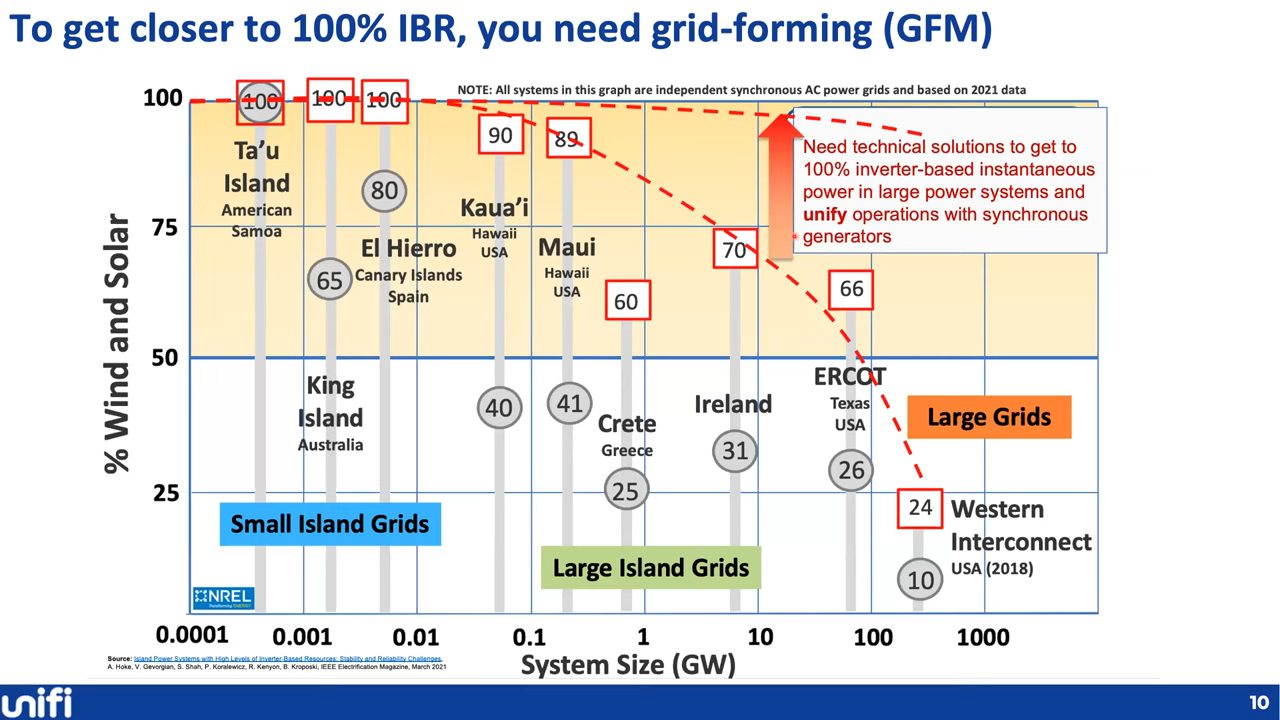 To get closer to 100% IBR, you need grid-forming (GFM)
NOTE: All systems in this graph are independent synchronous AC power grids and based on 2021 data
% Wind and Solar
100
75
50
25
100
Ta’u
Island
American
Samoa
100
65
King
Island
Australia
100
80
El Hierro
Canary Islands
Spain
90
Kaua’i
Hawaii
USA
40
89
Maui
Hawaii
USA
41
60
Crete
Greece
25
70
Ireland
31
66
ERCOT
Texas
USA
26
24
Western
Interconnect
USA (2018)
10
Need technical solutions to get to
100% inverter-based instantaneous
power in large power systems and
unify operations with synchronous
generators
Large Grids
Small Island Grids
Large Island Grids
NREL
Transforming ENERGY
0.0001 0.001 0.01 0.1 1 10 100 1000
System Size (GW)
Source: Island Power Systems with High Levels of Inverter-Based Resources: Stability and Reliability Challenges,
A. Hoke, V. Gevorgian, S. Shah, P. Koralewicz, R. Kenyon, B. Kroposki, IEEE Electrification Magazine, March 2021
unifi
10